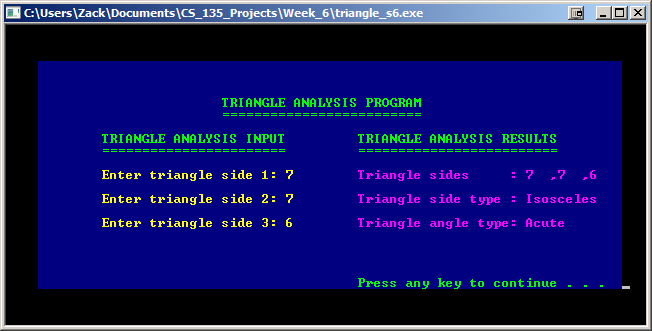 C:\Users\Zack\Documents\CS_135_Projects\Week_6\triangle_s6.exe
TRIANGLE ANALYSIS PROGRAM
=========================
TRIANGLE ANALYSIS INPUT TRIANGLE ANALYSIS RESULTS
======================= =========================
Enter triangle side 1: 7 Triangle sides : 7 ,7 ,6
Enter triangle side 2: 7 Triangle side type : Isosceles
Enter triangle side 3: 6 Triangle angle type: Acute
Press any key to continue . . . _